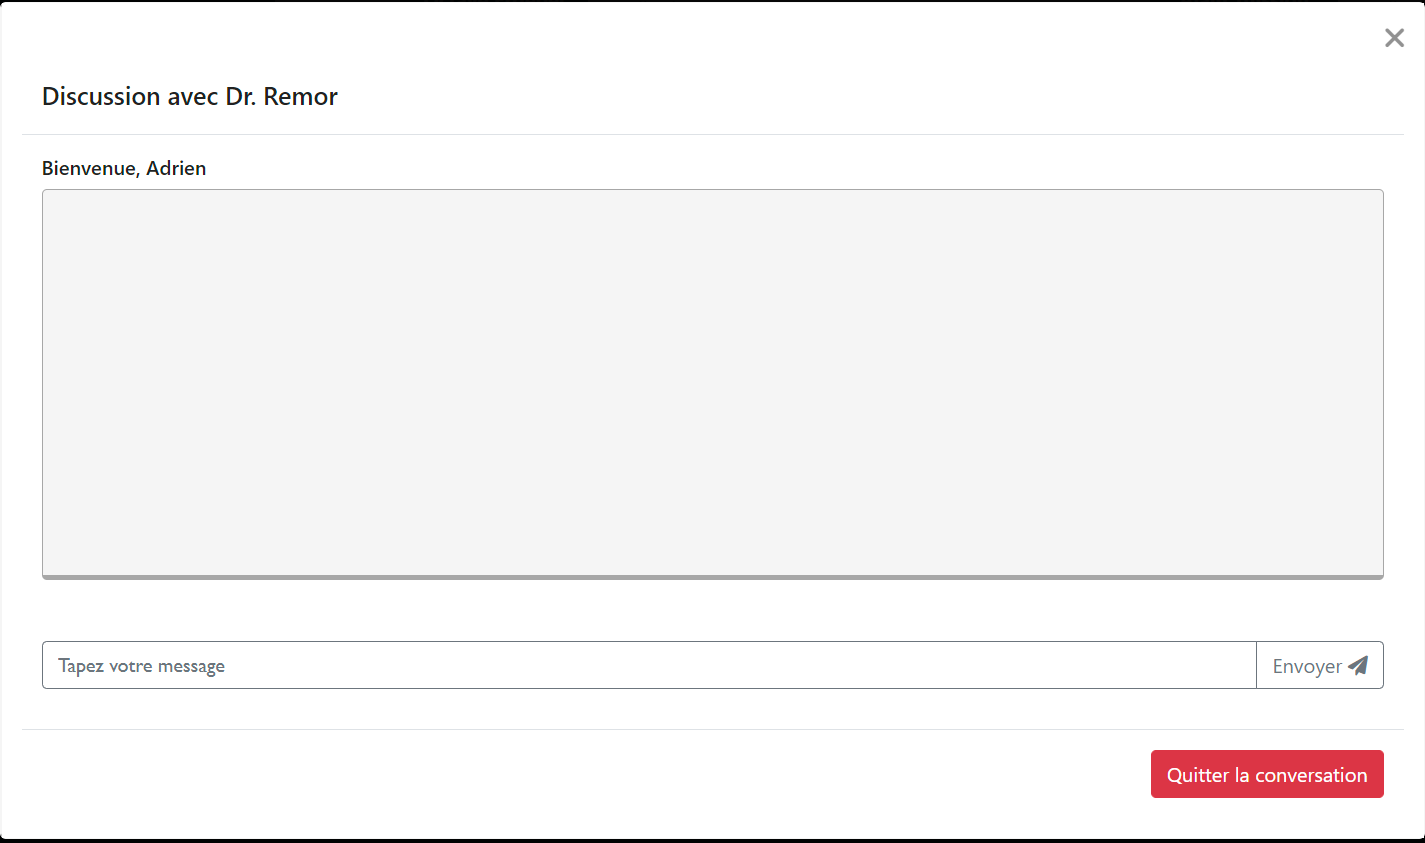 Discussion avec Dr. Remor
Bienvenue, Adrien
Tapez votre message
Envoyer
Quitter la conversation